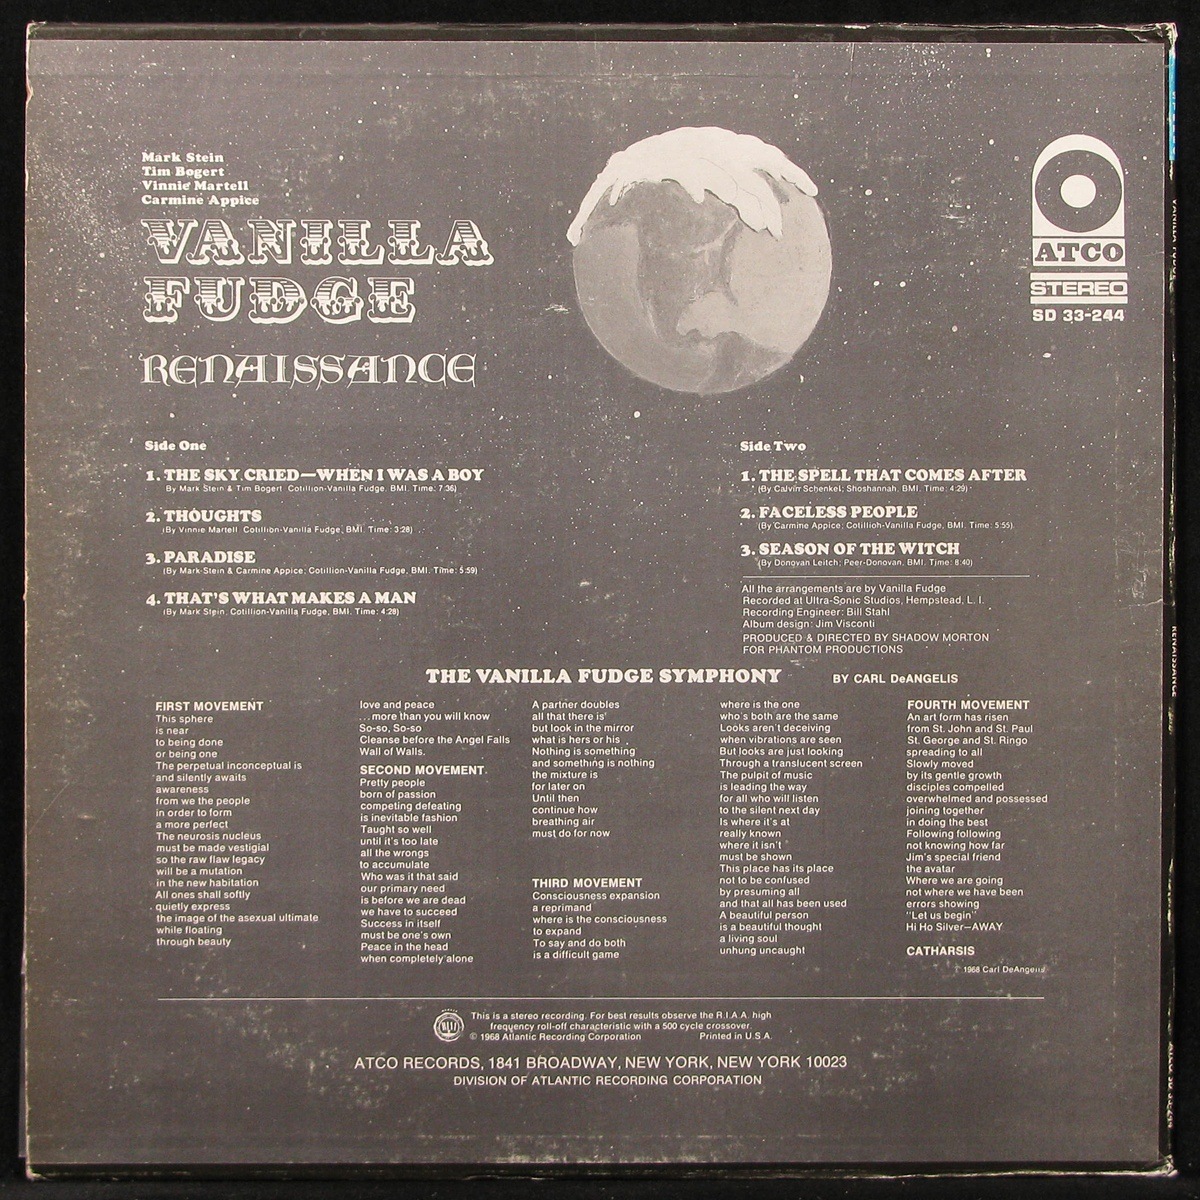 Mark Stein
Tim Bogert
Vinnie Martell
Carmine Appice
VANILLA
FUDGE
RENAISSANCE
ATCO
STEREO
SD 33-244
Side One
1. THE SKY CRIED—WHEN I WAS A BOY
By Mark Stein & Tim Bogert Cotillion-Vanilla Fudge, BMI. Time: 7:36)
2. THOUGHTS
(By Vinnie Martell Cotillion-Vanilla Fudge, BMI. Time: 3:28)
3. PARADISE
(By Mark Stein & Carmine Appice; Cotillion-Vanilla Fudge, BMI. Time: 5:59)
4. THAT'S WHAT MAKES A MAN
(By Mark Stein, Cotillion-Vanilla Fudge, BMI. Time: 4:28)
Side Two
1. THE SPELL THAT COMES AFTER
(By Calvin Schenkel; Shoshannah, BMI. Time: 4:29)
2. FACELESS PEOPLE
(By Carmine Appice; Cotillion-Vanilla Fudge, BMI. Time: 5:55)
3. SEASON OF THE WITCH
(By Donovan Leitch; Peer-Donovan, BMI. Time: 8:40)
All the arrangements are by Vanilla Fudge
Recorded at Ultra-Sonic Studios, Hempstead, L. I.
Recording Engineer: Bill Stahl
Album design: Jim Visconti
PRODUCED & DIRECTED BY SHADOW MORTON
FOR PHANTOM PRODUCTIONS
THE VANILLA FUDGE SYMPHONY BY CARL DeANGELIS
FIRST MOVEMENT
This sphere
is near
to being done
or being one
The perpetual inconceptual is
and silently awaits
awareness
from we the people
in order to form
a more perfect
The neurosis nucleus
must be made vestigial
so the raw flaw legacy
will be a mutation
in the new habitation
All ones shall softly
quietly express
the image of the asexual ultimate
while floating
through beauty
love and peace
...more than you will know
So-so, So-so
Cleanse before the Angel Falls
Wall of Walls.
SECOND MOVEMENT
Pretty people
born of passion
competing defeating
is inevitable fashion
Taught so well
until it's too late
all the wrongs
to accumulate
Who was it that said
our primary need
is before we are dead
we have to succeed
Success in itself
must be one's own
Peace in the head
when completely alone
A partner doubles
all that there is
but look in the mirror
what is hers or his
Nothing is something
and something is nothing
the mixture is
for later on
Until then
continue how
breathing air
must do for now
THIRD MOVEMENT
Consciousness expansion
a reprimand
where is the consciousness
to expand
To say and do both
is a difficult game
where is the one
who's both are the same
Looks aren't deceiving
when vibrations are seen
But looks are just looking
Through a translucent screen
The pulpit of music
is leading the way
for all who will listen
to the silent next day
Is where it's at
really known
where it isn't
must be shown
This place has its place
not to be confused
by presuming all
and that all has been used
A beautiful person
is a beautiful thought
a living soul
unhung uncaught
FOURTH MOVEMENT
An art form has risen
from St. John and St. Paul
St. George and St. Ringo
spreading to all
Slowly moved
by its gentle growth
disciples compelled
overwhelmed and possessed
joining together
in doing the best
Following following
not knowing how far
Jim's special friend
the avatar
Where we are going
not where we have been
errors showing
"Let us begin"
Hi Ho Silver—AWAY
CATHARSIS
1968 Carl DeAngelis
This is a stereo recording. For best results observe the R.I.A.A. high
frequency roll-off characteristic with a 500 cycle crossover.
© 1968 Atlantic Recording Corporation Printed in U.S.A.
ATCO RECORDS, 1841 BROADWAY, NEW YORK, NEW YORK 10023
DIVISION OF ATLANTIC RECORDING CORPORATION